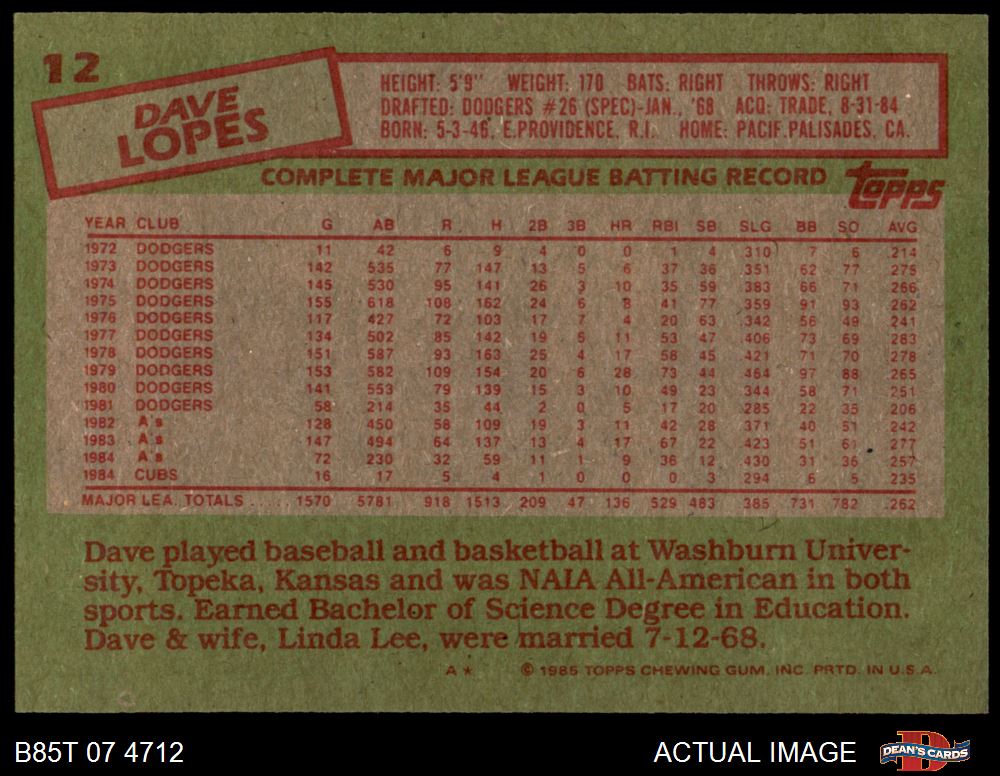 12
DAVE
LOPES
HEIGHT: 5'9" WEIGHT: 170 BATS: RIGHT THROWS: RIGHT
DRAFTED: DODGERS #26 (SPEC)-JAN., '68 ACQ: TRADE, 8-31-84
BORN: 5-3-46, E.PROVIDENCE, R.I. HOME: PACIF.PALISADES, CA.
COMPLETE MAJOR LEAGUE BATTING RECORD topps
YEAR CLUB G AB R H 2B 3B HR RBI SB SLG BB SO AVG
1972 DODGERS 11 42 6 9 4 0 0 1 4 .310 7 6 .214
1973 DODGERS 142 535 77 147 13 5 6 37 36 .351 62 77 .275
1974 DODGERS 145 530 95 141 26 3 10 35 59 .383 66 71 .266
1975 DODGERS 155 618 108 162 24 6 8 41 77 .359 91 93 .262
1976 DODGERS 117 427 72 103 17 7 4 20 63 .342 56 49 .241
1977 DODGERS 134 502 85 142 19 5 11 53 47 .406 73 69 .283
1978 DODGERS 151 587 93 163 25 4 17 58 45 .421 71 70 .278
1979 DODGERS 153 582 109 154 20 6 28 73 44 .464 97 88 .265
1980 DODGERS 141 553 79 139 15 3 10 49 23 .344 58 71 .251
1981 DODGERS 58 214 35 44 2 0 5 17 20 .285 22 35 .206
1982 A's 128 450 58 109 19 3 11 42 28 .371 40 51 .242
1983 A's 147 494 64 137 13 4 17 67 22 .423 51 61 .277
1984 A's 72 230 32 59 11 1 9 36 12 .430 31 36 .257
1984 CUBS 16 17 5 4 1 0 0 0 3 .294 6 5 .235
MAJOR LEA. TOTALS 1570 5781 918 1513 209 47 136 529 483 .385 731 782 .262
Dave played baseball and basketball at Washburn Univer-
sity, Topeka, Kansas and was NAIA All-American in both
sports. Earned Bachelor of Science Degree in Education.
Dave & wife, Linda Lee, were married 7-12-68.
A★ © 1985 TOPPS CHEWING GUM, INC. PRTD. IN U.S.A.
B85T 07 4712 ACTUAL IMAGE DEAN'S CARDS